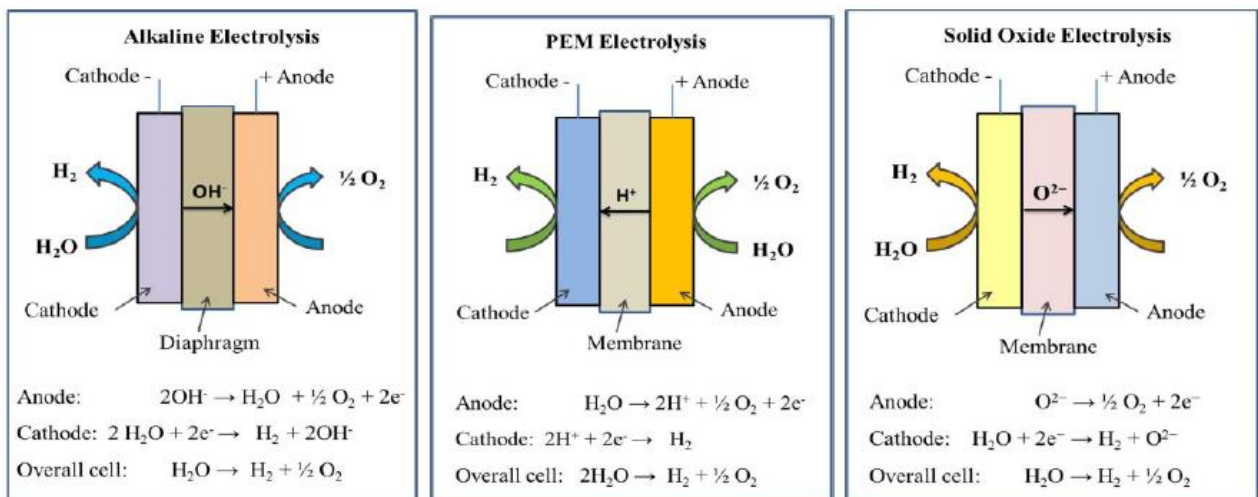 Alkaline Electrolysis
Cathode -
+ Anode
H₂
OH⁻
½ O₂
H₂O
Cathode
Anode
Diaphragm
Anode: 2OH⁻ → H₂O + ½ O₂ + 2e⁻
Cathode: 2 H₂O + 2e⁻ → H₂ + 2OH⁻
Overall cell: H₂O → H₂ + ½ O₂
PEM Electrolysis
Cathode -
+ Anode
H₂
H⁺
½ O₂
H₂O
Cathode
Anode
Membrane
Anode: H₂O → 2H⁺ + ½ O₂ + 2e⁻
Cathode: 2H⁺ + 2e⁻ → H₂
Overall cell: 2H₂O → H₂ + ½ O₂
Solid Oxide Electrolysis
Cathode -
+ Anode
H₂
O²⁻
½ O₂
H₂O
Cathode
Anode
Membrane
Anode: O²⁻ → ½ O₂ + 2e⁻
Cathode: H₂O + 2e⁻ → H₂ + O²⁻
Overall cell: H₂O → H₂ + ½ O₂